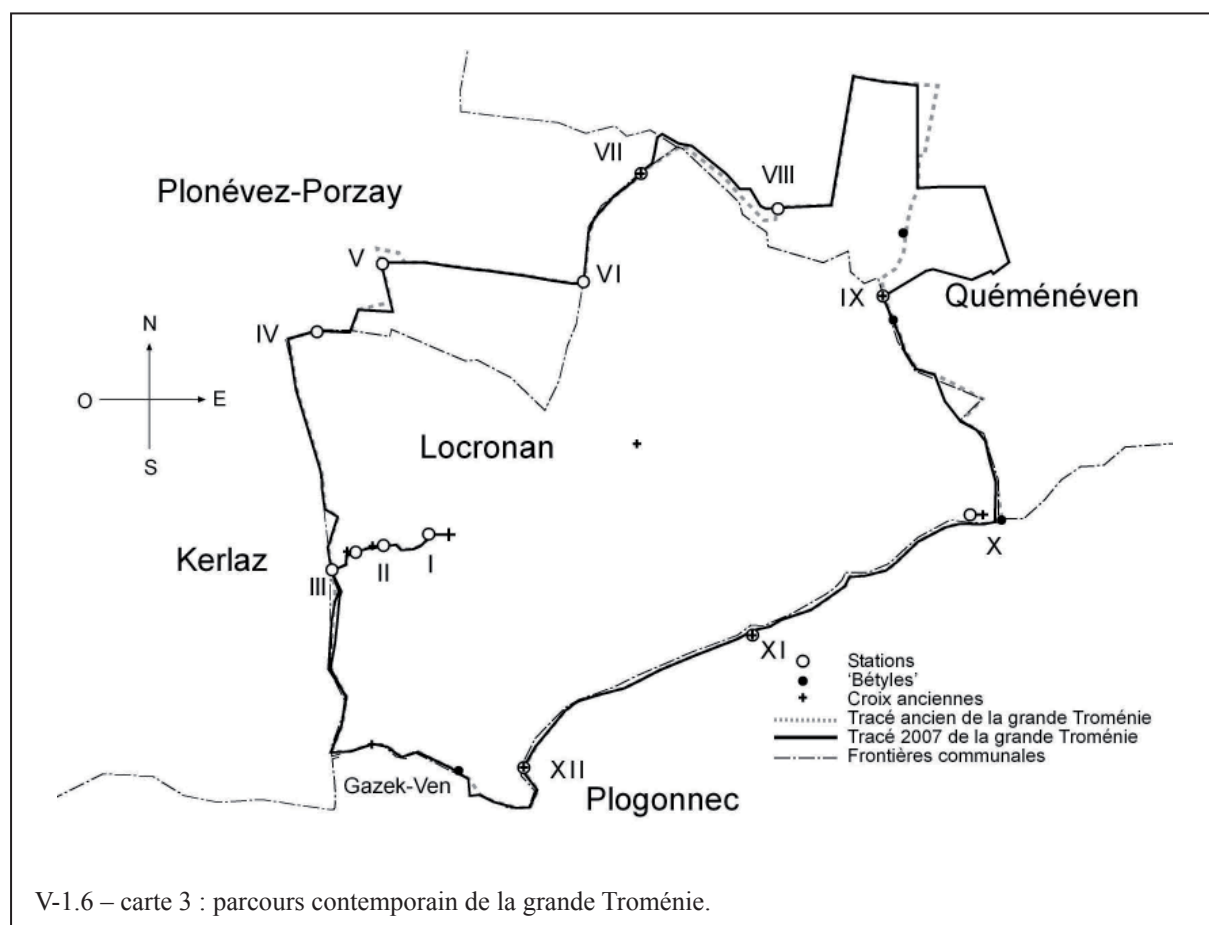 VII
VIII
Plonévez-Porzay
V
VI
IX
Quéménéven
IV
N
O
E
S
Locronan
Kerlaz
III
II
I
X
XI
Stations
'Bétyles'
Croix anciennes
Tracé ancien de la grande Troménie
Tracé 2007 de la grande Troménie
Frontières communales
XII
Gazek-Ven
Plogonnec
V-1.6 – carte 3 : parcours contemporain de la grande Troménie.